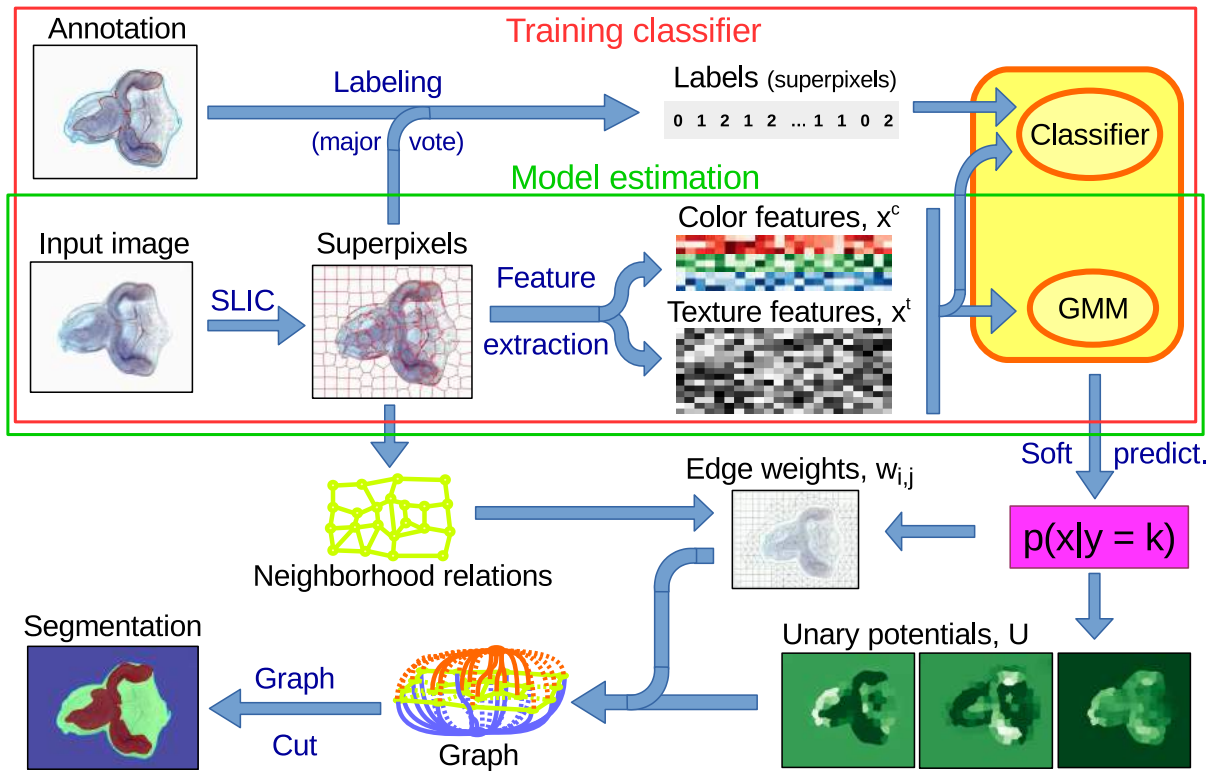 Annotation
Training classifier
Labeling
(major vote)
Labels (superpixels)
0 1 2 1 2 ... 1 1 0 2
Classifier
Model estimation
Input image
SLIC
Superpixels
Feature
extraction
Color features, x^c
Texture features, x^t
GMM
Soft predict.
Neighborhood relations
Edge weights, w_i,j
p(x|y = k)
Unary potentials, U
Segmentation
Graph
Cut
Graph